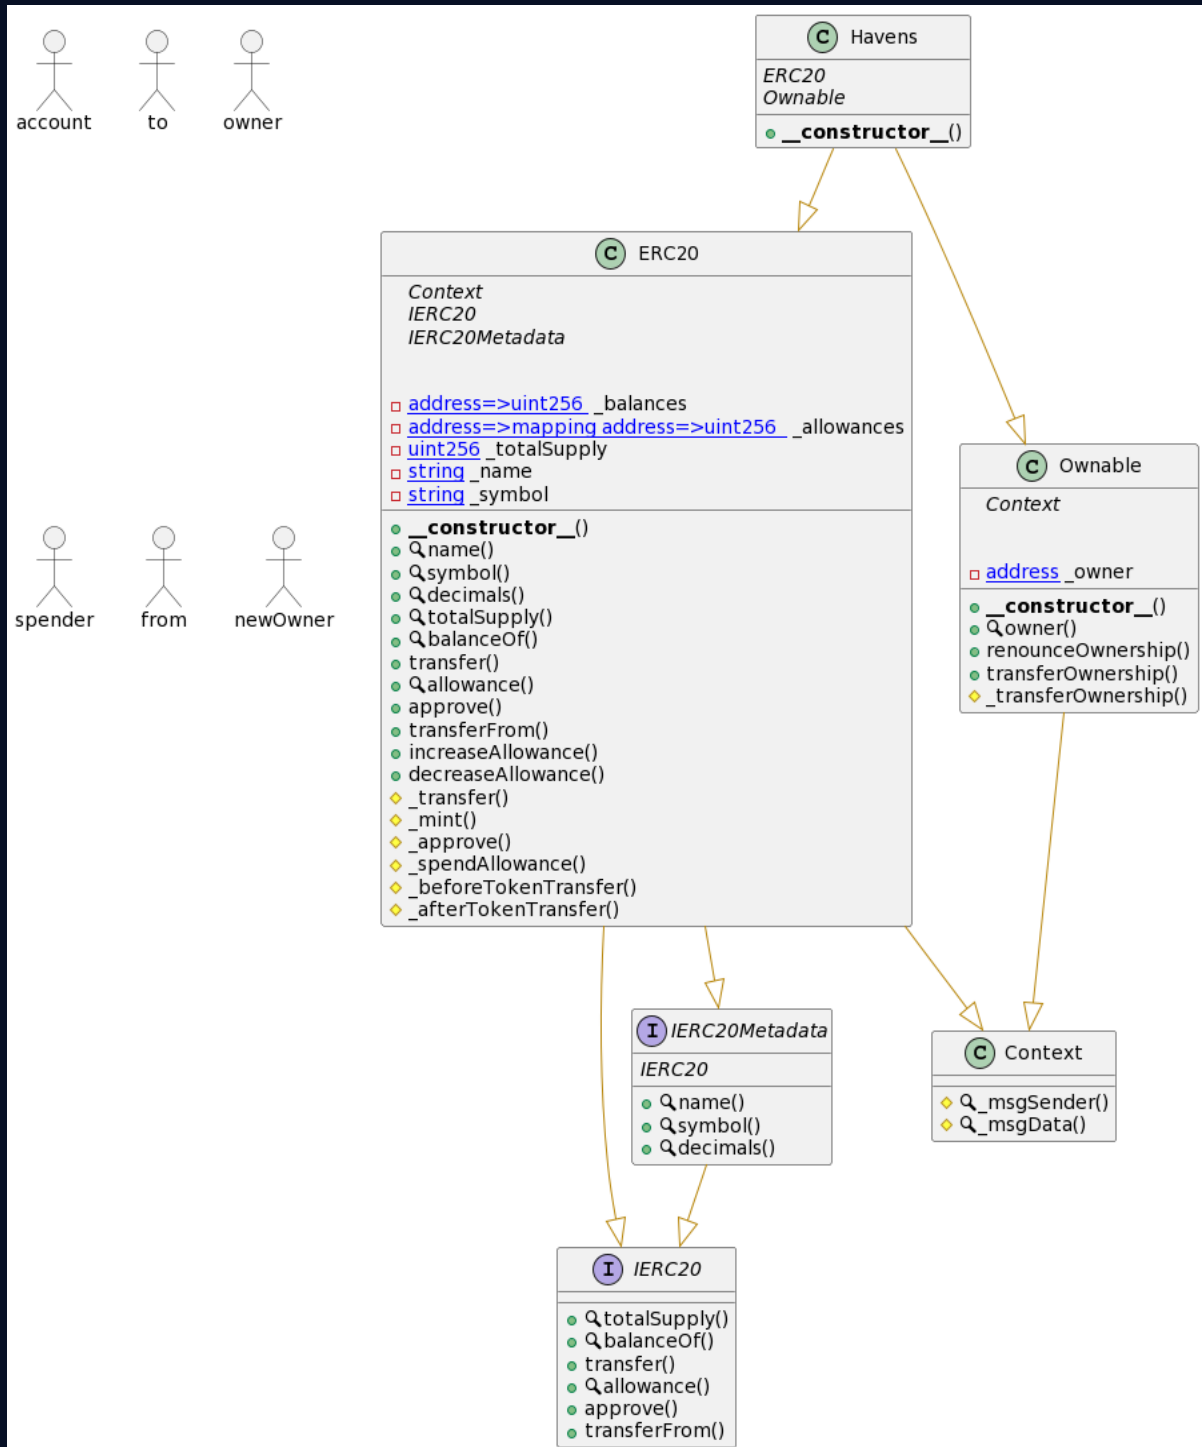 account
to
owner
C Havens
ERC20
Ownable
__constructor__()
C ERC20
Context
IERC20
IERC20Metadata
address=>uint256 _balances
address=>mapping address=>uint256 _allowances
uint256 _totalSupply
string _name
string _symbol
__constructor__()
name()
symbol()
decimals()
totalSupply()
balanceOf()
transfer()
allowance()
approve()
transferFrom()
increaseAllowance()
decreaseAllowance()
_transfer()
_mint()
_approve()
_spendAllowance()
_beforeTokenTransfer()
_afterTokenTransfer()
C Ownable
Context
address _owner
__constructor__()
owner()
renounceOwnership()
transferOwnership()
_transferOwnership()
spender
from
newOwner
I IERC20Metadata
IERC20
name()
symbol()
decimals()
C Context
_msgSender()
_msgData()
I IERC20
totalSupply()
balanceOf()
transfer()
allowance()
approve()
transferFrom()